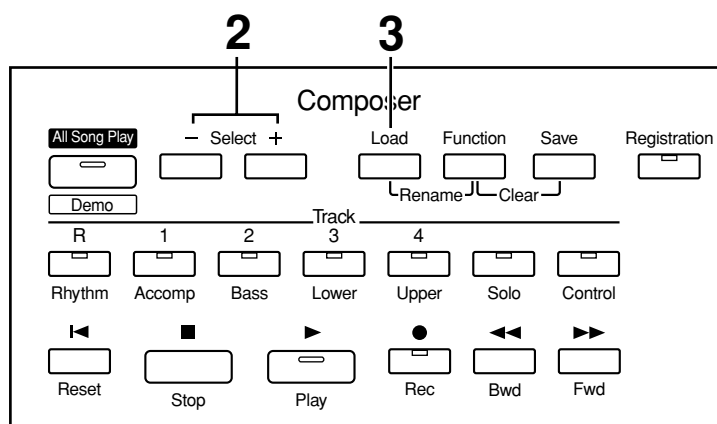 2 3
Composer
All Song Play − Select + Load Function Save Registration
Demo Rename Clear
Track
R 1 2 3 4
Rhythm Accomp Bass Lower Upper Solo Control
Reset Stop Play Rec Bwd Fwd